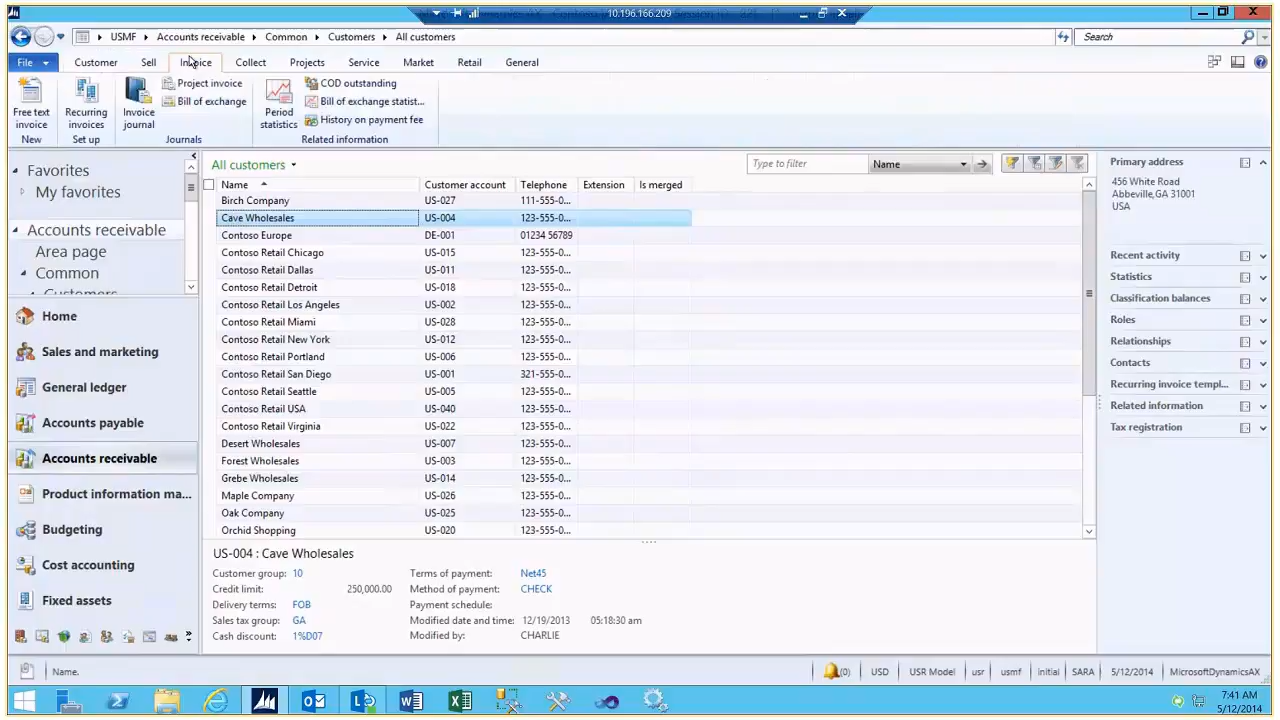 10.196.166.209
USMF
Accounts receivable
Common
Customers
All customers
Search
File
Customer
Sell
Invoice
Collect
Projects
Service
Market
Retail
General
Free text invoice
Recurring invoices
Invoice journal
Project invoice
Bill of exchange
Period statistics
COD outstanding
Bill of exchange statist...
History on payment fee
New
Set up
Journals
Related information
Favorites
My favorites
Accounts receivable
Area page
Common
Customers
Home
Sales and marketing
General ledger
Accounts payable
Accounts receivable
Product information ma...
Budgeting
Cost accounting
Fixed assets
All customers
Type to filter
Name
Name Customer account Telephone Extension Is merged
Birch Company US-027 111-555-0...
Cave Wholesales US-004 123-555-0...
Contoso Europe DE-001 01234 56789
Contoso Retail Chicago US-015 123-555-0...
Contoso Retail Dallas US-011 123-555-0...
Contoso Retail Detroit US-018 123-555-0...
Contoso Retail Los Angeles US-002 123-555-0...
Contoso Retail Miami US-028 123-555-0...
Contoso Retail New York US-012 123-555-0...
Contoso Retail Portland US-006 123-555-0...
Contoso Retail San Diego US-001 321-555-0...
Contoso Retail Seattle US-005 123-555-0...
Contoso Retail USA US-040 123-555-0...
Contoso Retail Virginia US-022 123-555-0...
Desert Wholesales US-007 123-555-0...
Forest Wholesales US-003 123-555-0...
Grebe Wholesales US-014 123-555-0...
Maple Company US-026 123-555-0...
Oak Company US-025 123-555-0...
Orchid Shopping US-020 123-555-0...
US-004 : Cave Wholesales
Customer group: 10 Terms of payment: Net45
Credit limit: 250,000.00 Method of payment: CHECK
Delivery terms: FOB Payment schedule:
Sales tax group: GA Modified date and time: 12/19/2013 05:18:30 am
Cash discount: 1%D07 Modified by: CHARLIE
Primary address
456 White Road
Abbeville,GA 31001
USA
Recent activity
Statistics
Classification balances
Roles
Relationships
Contacts
Recurring invoice templ...
Related information
Tax registration
Name.
(0) USD USR Model usr usmf initial SARA 5/12/2014 MicrosoftDynamicsAX
7:41 AM
5/12/2014